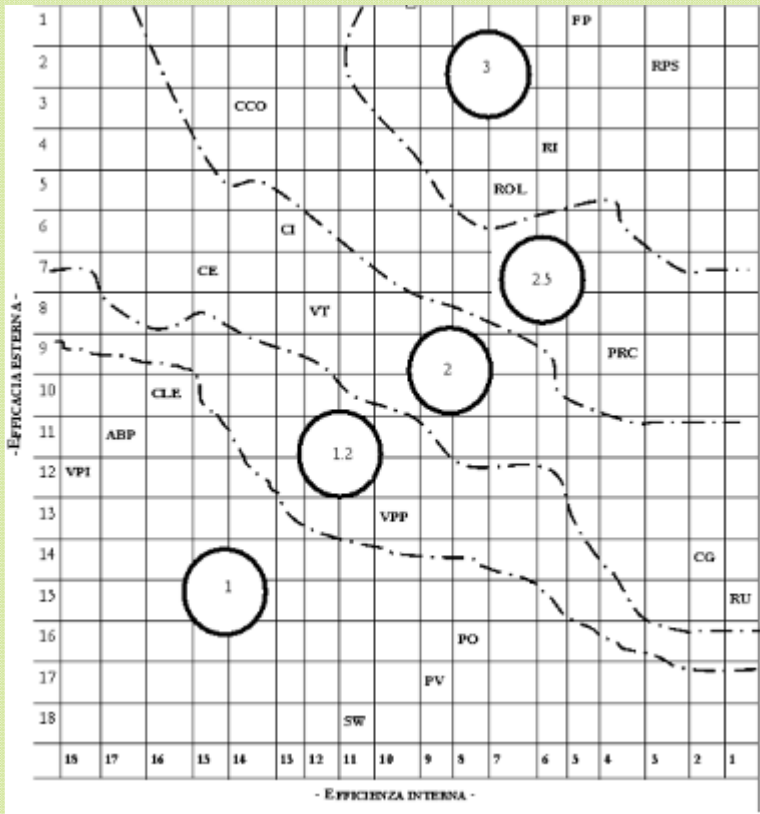 1 FP
2 3 RPS
3 CCO
4 RI
5 ROL
6 CI
7 CE 2.5
8 VT
9 PRC
10 CLE 2
11 ABP
12 VPI 1.2
13 VPP
14 CG
15 1 RU
16 PO
17 PV
18 SW
18 17 16 15 14 13 12 11 10 9 8 7 6 5 4 3 2 1
- EFFICACIA ESTERNA -
- EFFICIENZA INTERNA -